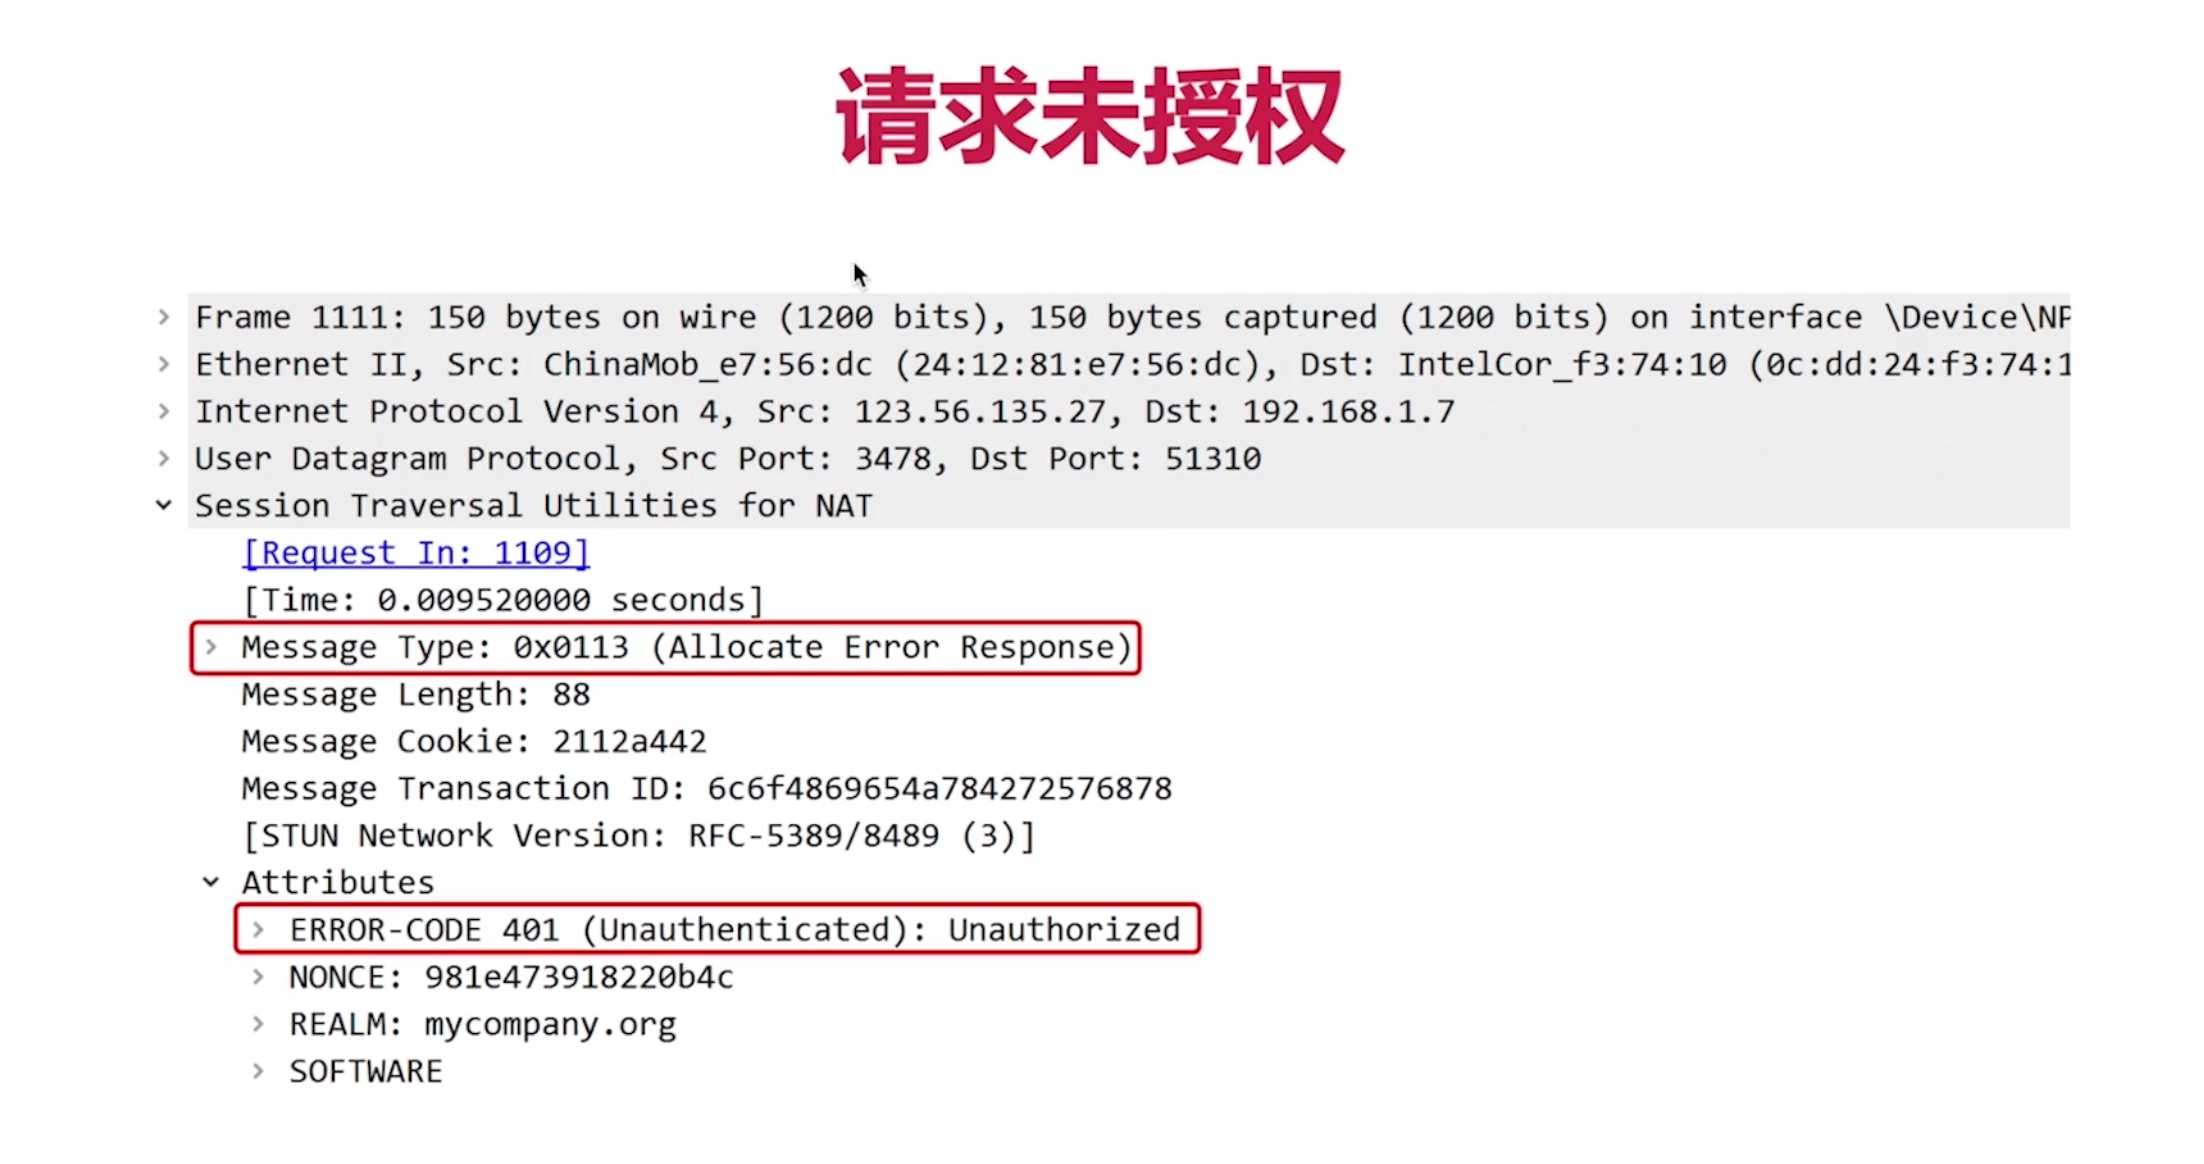 请求未授权
Frame 1111: 150 bytes on wire (1200 bits), 150 bytes captured (1200 bits) on interface \Device\NP
Ethernet II, Src: ChinaMob_e7:56:dc (24:12:81:e7:56:dc), Dst: IntelCor_f3:74:10 (0c:dd:24:f3:74:1
Internet Protocol Version 4, Src: 123.56.135.27, Dst: 192.168.1.7
User Datagram Protocol, Src Port: 3478, Dst Port: 51310
Session Traversal Utilities for NAT
[Request In: 1109]
[Time: 0.009520000 seconds]
Message Type: 0x0113 (Allocate Error Response)
Message Length: 88
Message Cookie: 2112a442
Message Transaction ID: 6c6f4869654a784272576878
[STUN Network Version: RFC-5389/8489 (3)]
Attributes
ERROR-CODE 401 (Unauthenticated): Unauthorized
NONCE: 981e473918220b4c
REALM: mycompany.org
SOFTWARE